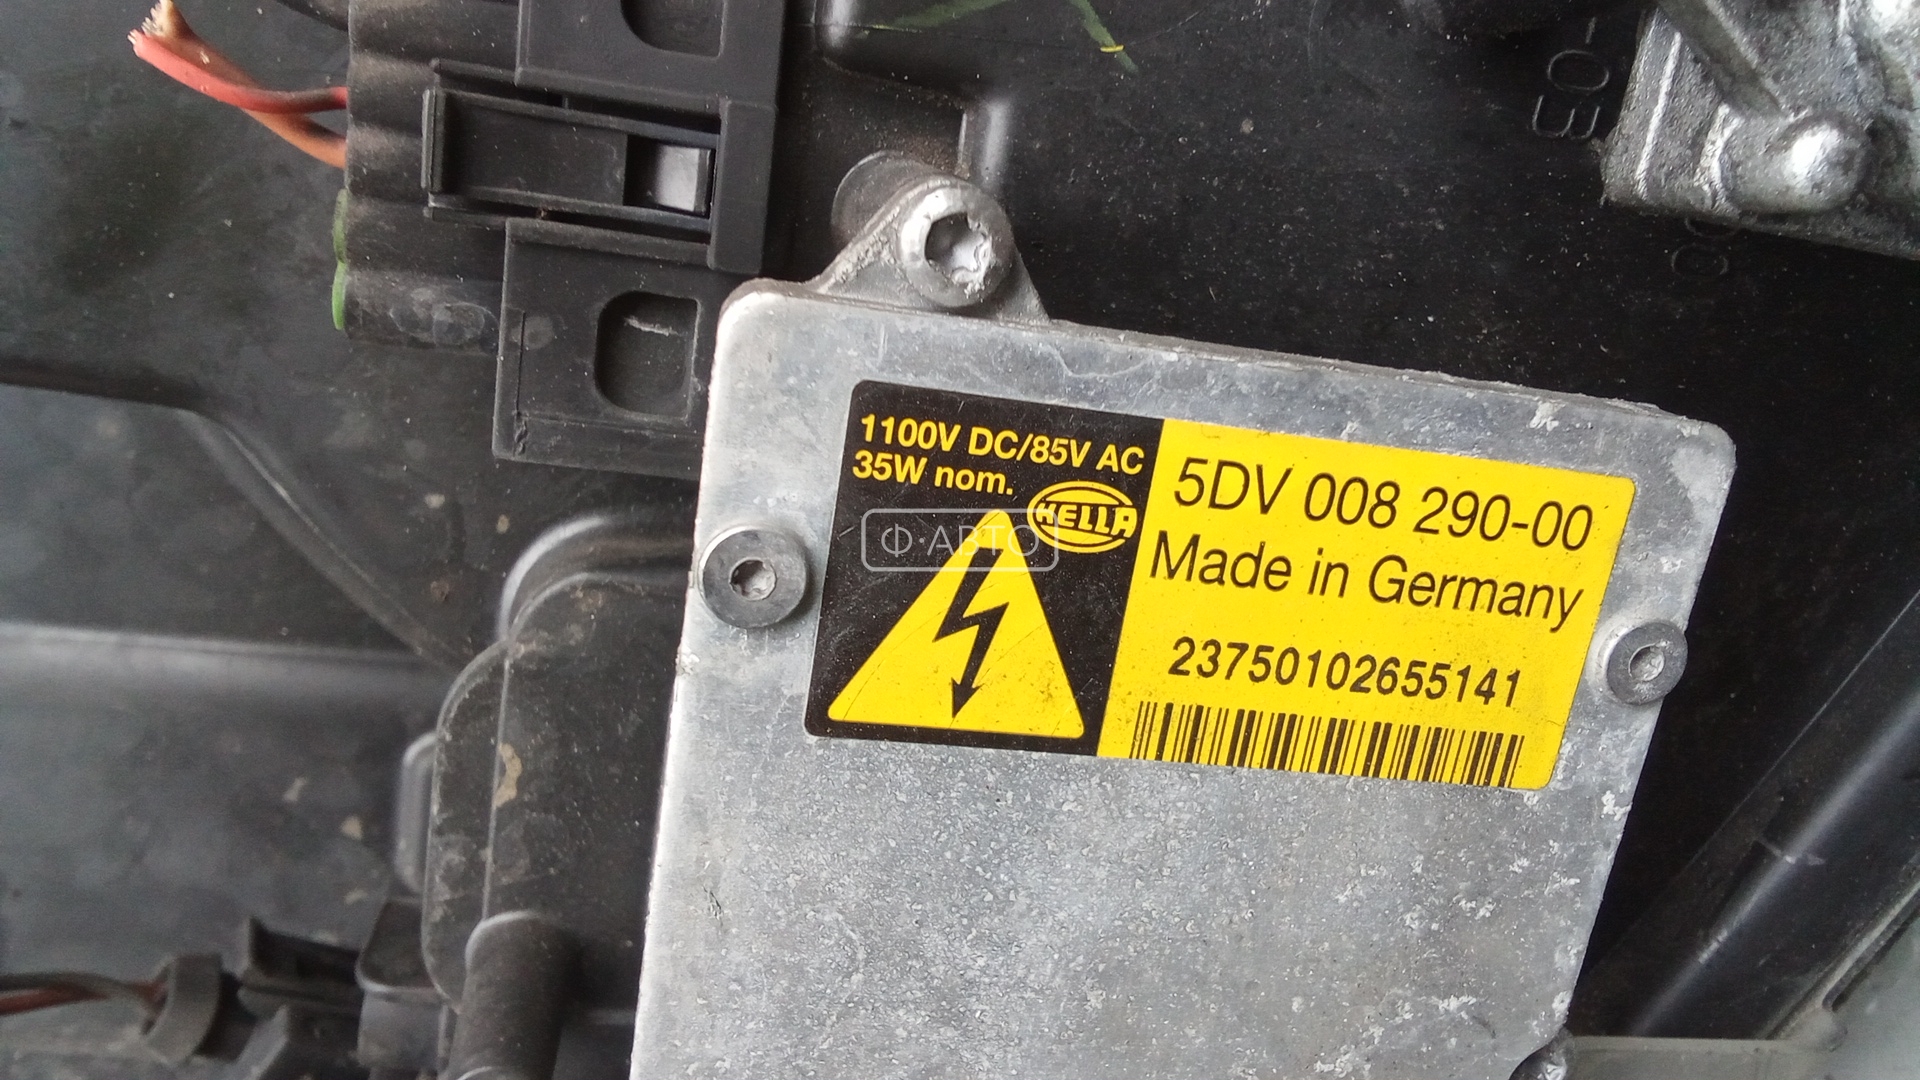 1100V DC/85V AC
35W nom.
HELLA
Ф·АВТО
5DV 008 290-00
Made in Germany
23750102655141